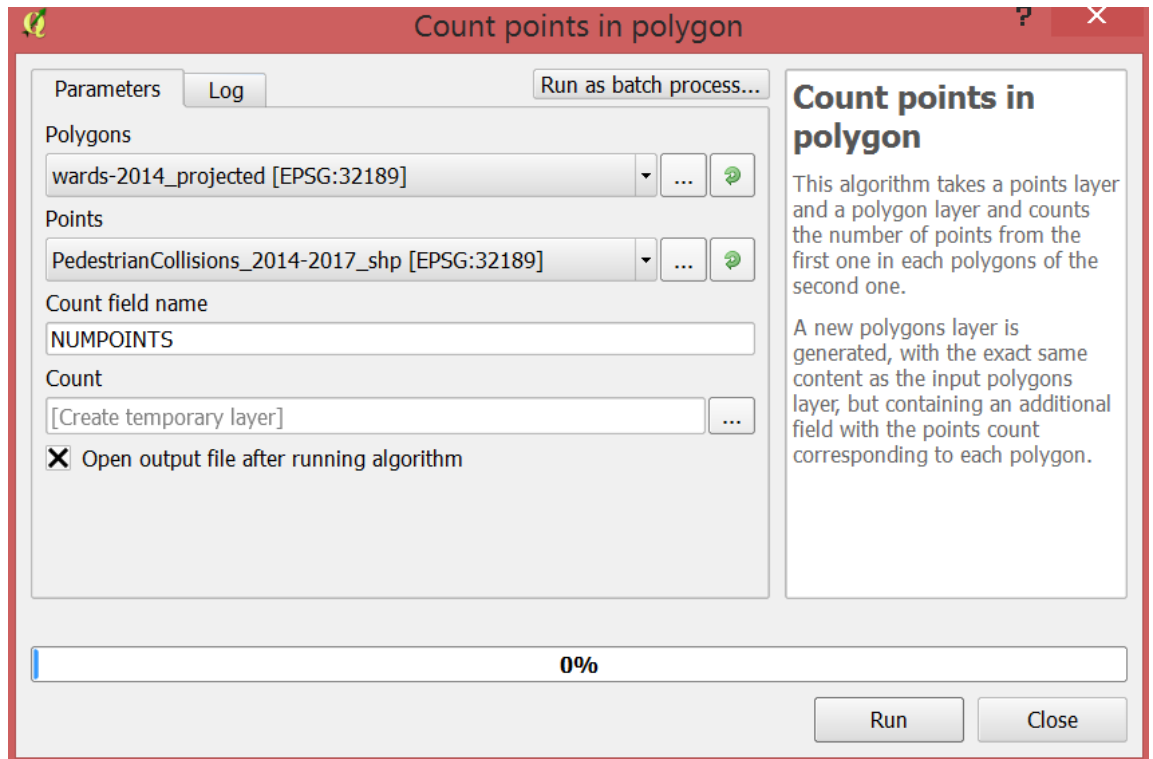 Count points in polygon
?
X
Parameters
Log
Run as batch process...
Polygons
wards-2014_projected [EPSG:32189]
...
Points
PedestrianCollisions_2014-2017_shp [EPSG:32189]
...
Count field name
NUMPOINTS
Count
[Create temporary layer]
...
Open output file after running algorithm
Count points in
polygon
This algorithm takes a points layer
and a polygon layer and counts
the number of points from the
first one in each polygons of the
second one.
A new polygons layer is
generated, with the exact same
content as the input polygons
layer, but containing an additional
field with the points count
corresponding to each polygon.
0%
Run
Close